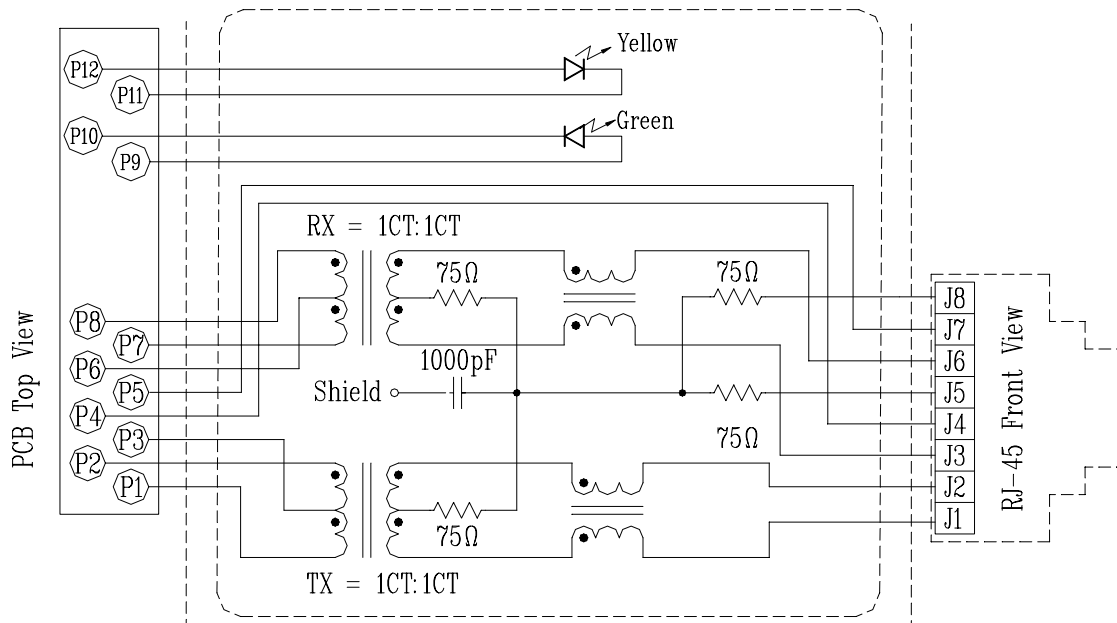 Yellow
P12
P11
Green
P10
P9
RX = 1CT:1CT
75Ω
75Ω
P8
P7
P6
P5
P4
P3
P2
P1
PCB Top View
1000pF
Shield
75Ω
75Ω
TX = 1CT:1CT
J8
J7
J6
J5
J4
J3
J2
J1
RJ-45 Front View